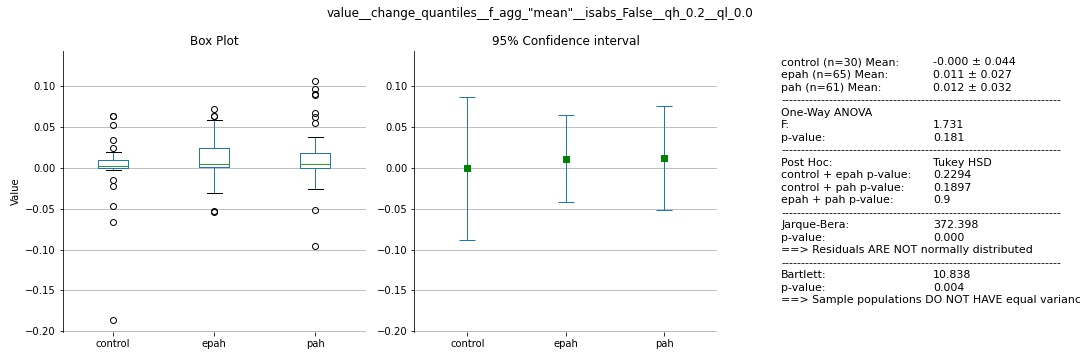 value__change_quantiles__f_agg_"mean"__isabs_False__qh_0.2__ql_0.0
Box Plot
0.10
0.05
0.00
−0.05
−0.10
−0.15
−0.20
Value
control
epah
pah
95% Confidence interval
0.10
0.05
0.00
−0.05
−0.10
−0.15
−0.20
control
epah
pah
control (n=30) Mean: -0.000 ± 0.044
epah (n=65) Mean: 0.011 ± 0.027
pah (n=61) Mean: 0.012 ± 0.032
One-Way ANOVA
F: 1.731
p-value: 0.181
Post Hoc: Tukey HSD
control + epah p-value: 0.2294
control + pah p-value: 0.1897
epah + pah p-value: 0.9
Jarque-Bera: 372.398
p-value: 0.000
==> Residuals ARE NOT normally distributed
Bartlett: 10.838
p-value: 0.004
==> Sample populations DO NOT HAVE equal varianc